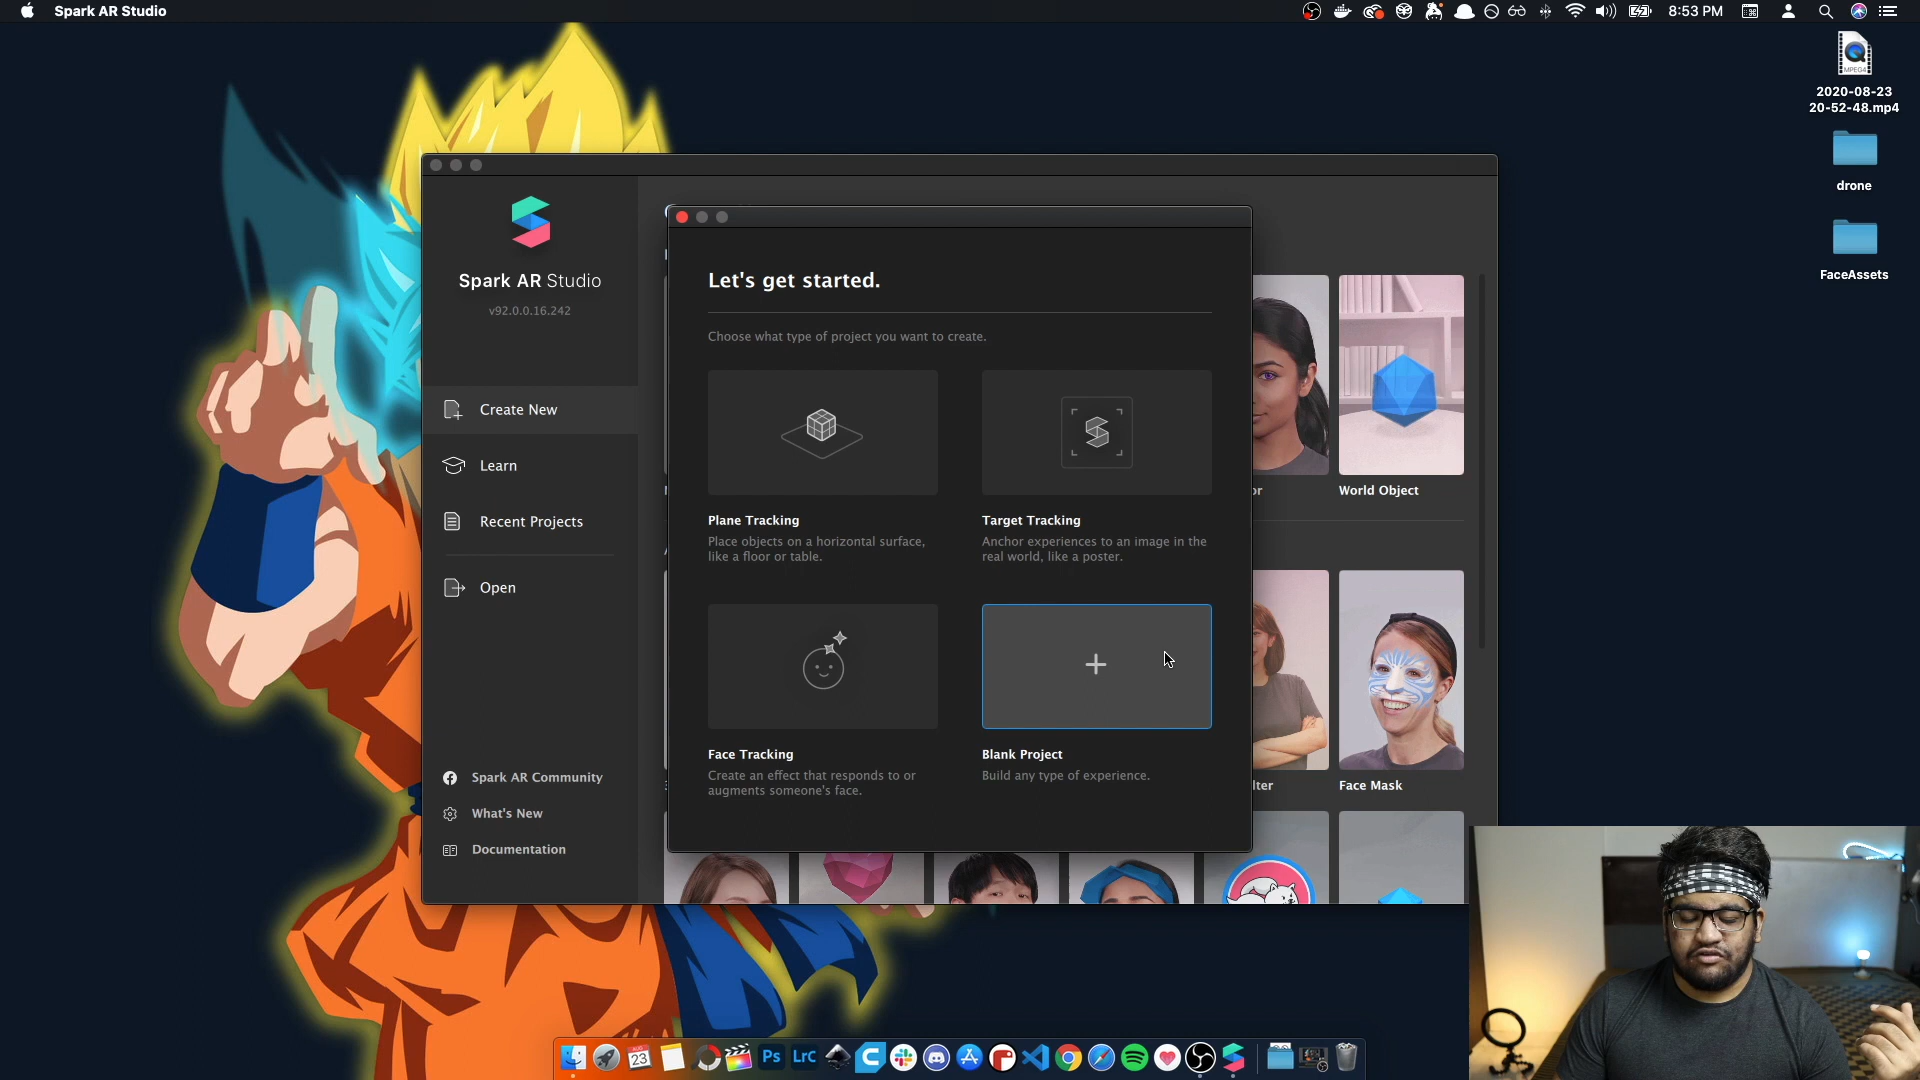 Spark AR Studio
8:53 PM
MPEG4
2020-08-23
20-52-48.mp4
drone
FaceAssets
Spark AR Studio
v92.0.0.16.242
Create New
Learn
Recent Projects
Open
Spark AR Community
What's New
Documentation
Let's get started.
Choose what type of project you want to create.
Plane Tracking
Place objects on a horizontal surface,
like a floor or table.
Target Tracking
Anchor experiences to an image in the
real world, like a poster.
Face Tracking
Create an effect that responds to or
augments someone's face.
Blank Project
Build any type of experience.
World Object
Face Mask
AUG
23
Ps
LrC